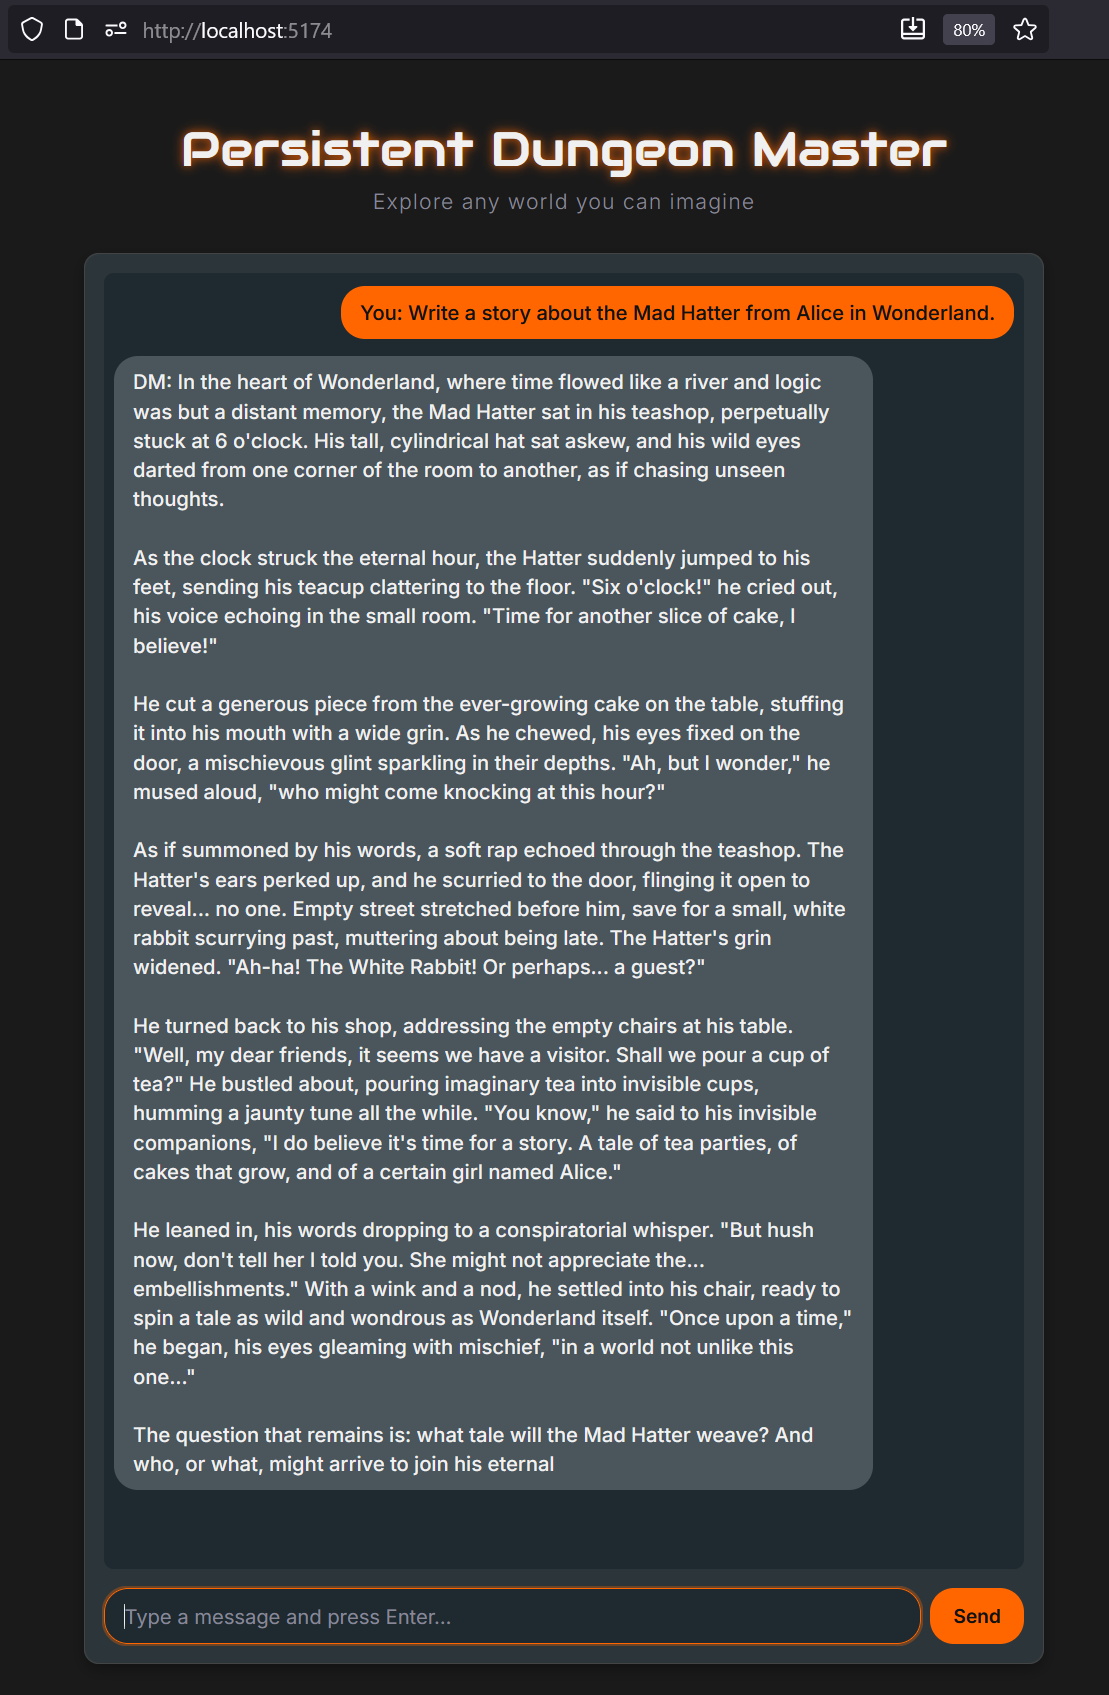 http://localhost:5174
80%
Persistent Dungeon Master
Explore any world you can imagine
You: Write a story about the Mad Hatter from Alice in Wonderland.
DM: In the heart of Wonderland, where time flowed like a river and logic
was but a distant memory, the Mad Hatter sat in his teashop, perpetually
stuck at 6 o'clock. His tall, cylindrical hat sat askew, and his wild eyes
darted from one corner of the room to another, as if chasing unseen
thoughts.
As the clock struck the eternal hour, the Hatter suddenly jumped to his
feet, sending his teacup clattering to the floor. "Six o'clock!" he cried out,
his voice echoing in the small room. "Time for another slice of cake, I
believe!"
He cut a generous piece from the ever-growing cake on the table, stuffing
it into his mouth with a wide grin. As he chewed, his eyes fixed on the
door, a mischievous glint sparkling in their depths. "Ah, but I wonder," he
mused aloud, "who might come knocking at this hour?"
As if summoned by his words, a soft rap echoed through the teashop. The
Hatter's ears perked up, and he scurried to the door, flinging it open to
reveal... no one. Empty street stretched before him, save for a small, white
rabbit scurrying past, muttering about being late. The Hatter's grin
widened. "Ah-ha! The White Rabbit! Or perhaps... a guest?"
He turned back to his shop, addressing the empty chairs at his table.
"Well, my dear friends, it seems we have a visitor. Shall we pour a cup of
tea?" He bustled about, pouring imaginary tea into invisible cups,
humming a jaunty tune all the while. "You know," he said to his invisible
companions, "I do believe it's time for a story. A tale of tea parties, of
cakes that grow, and of a certain girl named Alice."
He leaned in, his words dropping to a conspiratorial whisper. "But hush
now, don't tell her I told you. She might not appreciate the...
embellishments." With a wink and a nod, he settled into his chair, ready to
spin a tale as wild and wondrous as Wonderland itself. "Once upon a time,"
he began, his eyes gleaming with mischief, "in a world not unlike this
one..."
The question that remains is: what tale will the Mad Hatter weave? And
who, or what, might arrive to join his eternal
Type a message and press Enter...
Send